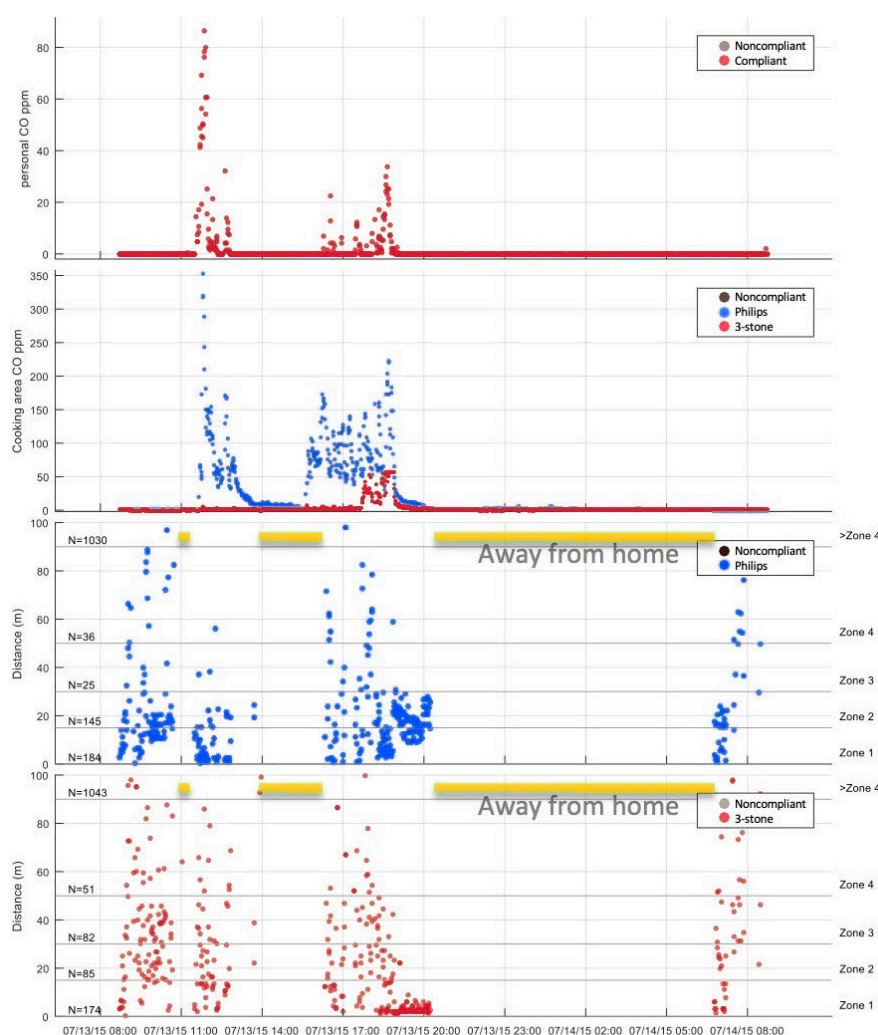 personal CO ppm
80
60
40
20
0
Noncompliant
Compliant
Cooking area CO ppm
350
300
250
200
150
100
50
0
Noncompliant
Philips
3-stone
Distance (m)
100
80
60
40
20
0
N=1030
N=36
N=25
N=145
N=184
Away from home
Noncompliant
Philips
>Zone 4
Zone 4
Zone 3
Zone 2
Zone 1
Distance (m)
100
80
60
40
20
0
N=1043
N=51
N=82
N=85
N=174
Away from home
Noncompliant
3-stone
>Zone 4
Zone 4
Zone 3
Zone 2
Zone 1
07/13/15 08:00 07/13/15 11:00 07/13/15 14:00 07/13/15 17:00 07/13/15 20:00 07/13/15 23:00 07/14/15 02:00 07/14/15 05:00 07/14/15 08:00